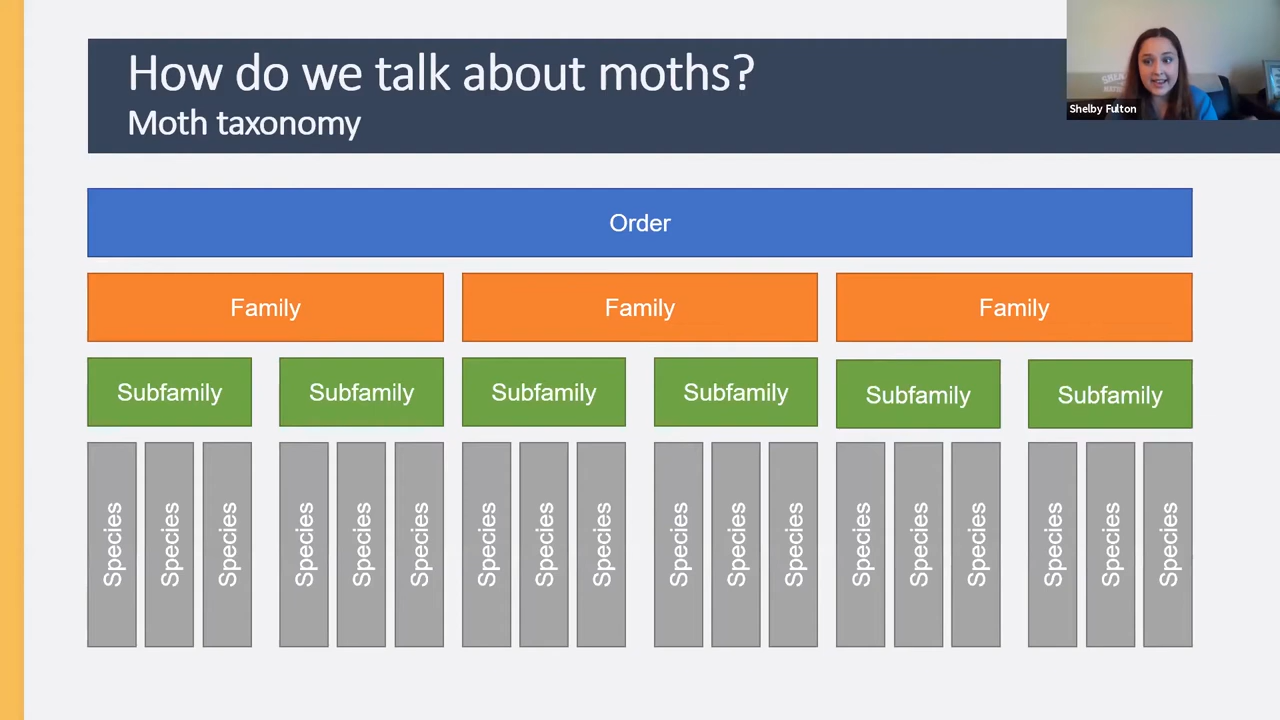 How do we talk about moths?
Moth taxonomy
Shelby Fulton
Order
Family Family Family
Subfamily Subfamily Subfamily Subfamily Subfamily Subfamily
Species Species Species Species Species Species Species Species Species Species Species Species Species Species Species Species Species Species